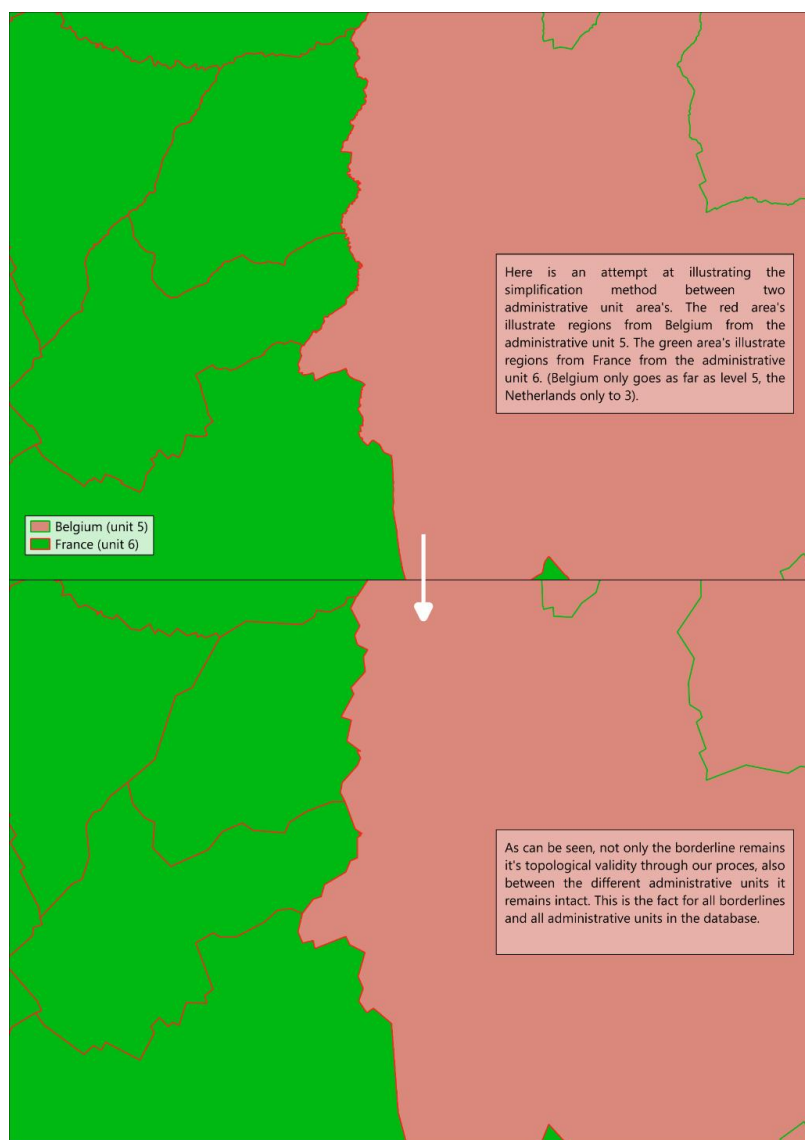 Here is an attempt at illustrating the
simplification method between two
administrative unit area's. The red area's
illustrate regions from Belgium from the
administrative unit 5. The green area's illustrate
regions from France from the administrative
unit 6. (Belgium only goes as far as level 5, the
Netherlands only to 3).
Belgium (unit 5)
France (unit 6)
As can be seen, not only the borderline remains
it's topological validity through our proces, also
between the different administrative units it
remains intact. This is the fact for all borderlines
and all administrative units in the database.